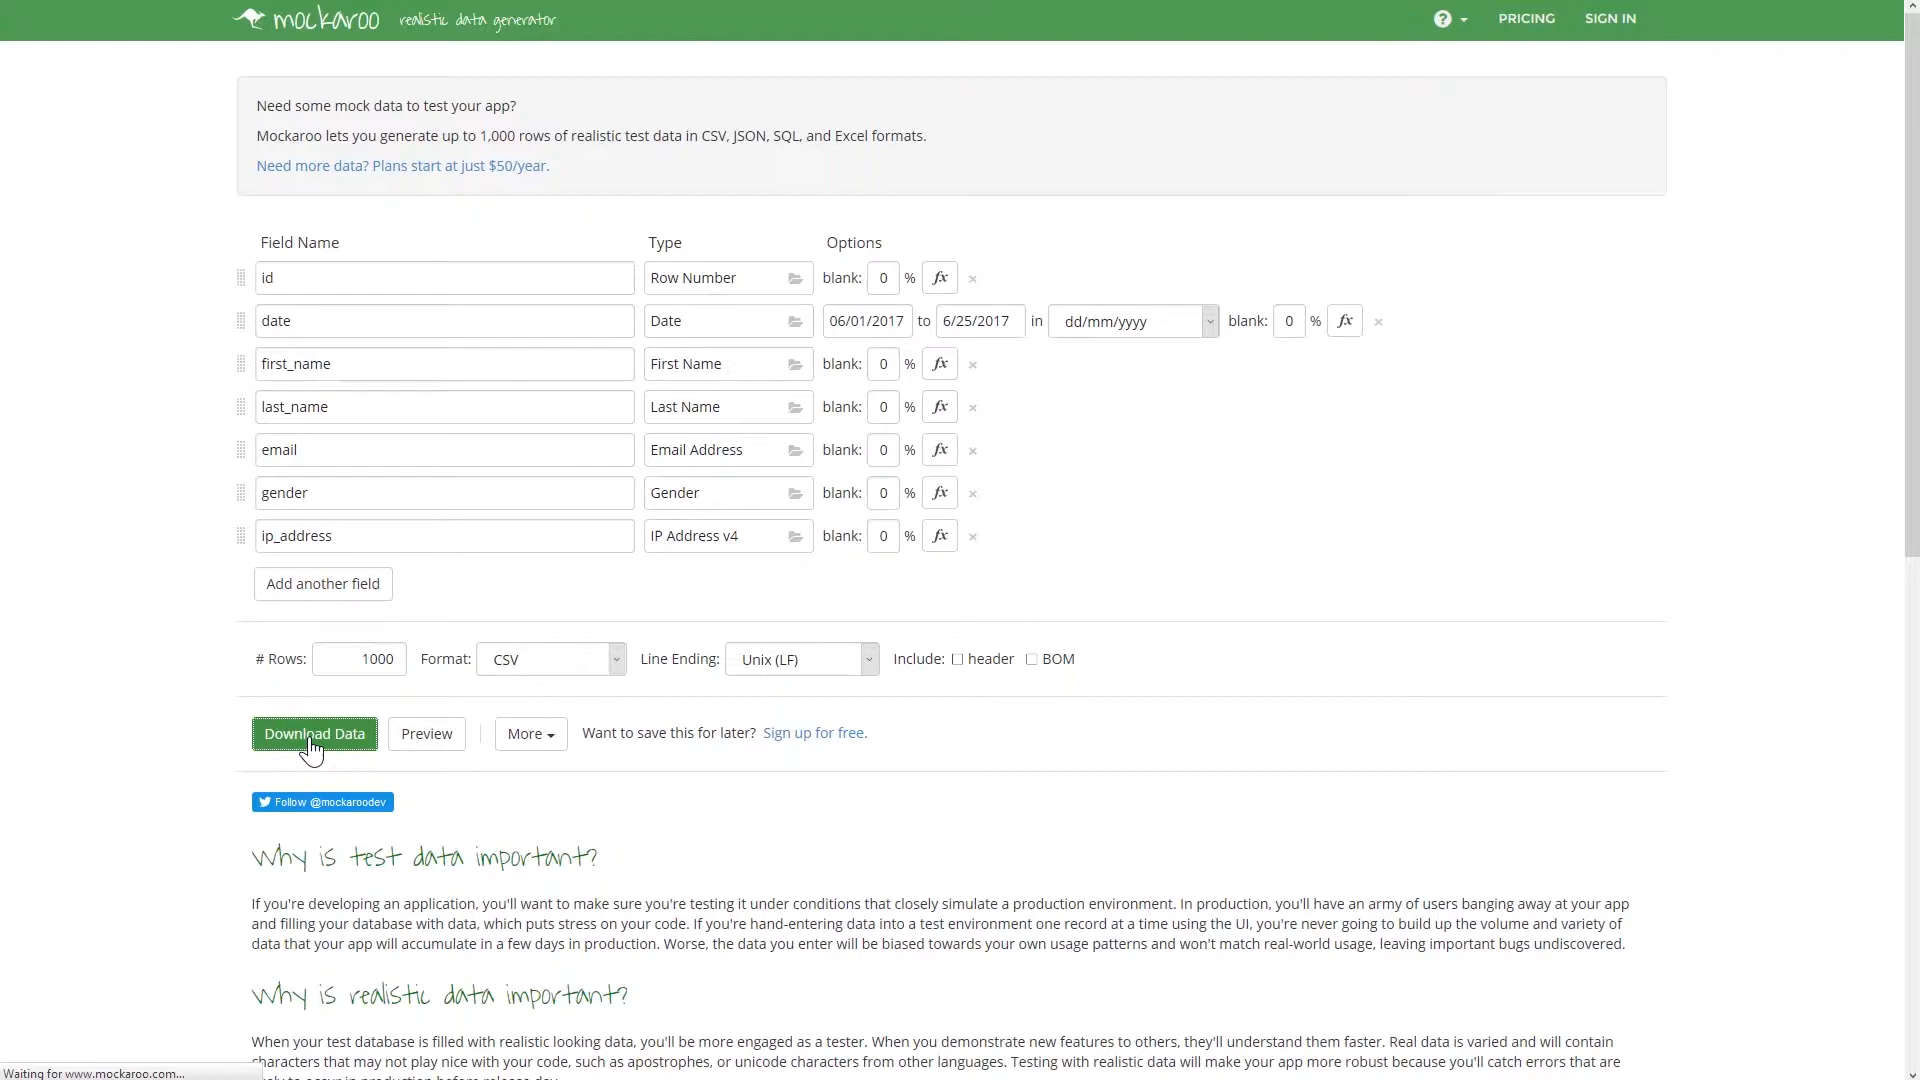 mockaroo realistic data generator
? PRICING SIGN IN
Need some mock data to test your app?
Mockaroo lets you generate up to 1,000 rows of realistic test data in CSV, JSON, SQL, and Excel formats.
Need more data? Plans start at just $50/year.
Field Name Type Options
id Row Number blank: 0 % fx ×
date Date 06/01/2017 to 6/25/2017 in dd/mm/yyyy blank: 0 % fx ×
first_name First Name blank: 0 % fx ×
last_name Last Name blank: 0 % fx ×
email Email Address blank: 0 % fx ×
gender Gender blank: 0 % fx ×
ip_address IP Address v4 blank: 0 % fx ×
Add another field
# Rows: 1000 Format: CSV Line Ending: Unix (LF) Include: header BOM
Download Data Preview More Want to save this for later? Sign up for free.
Follow @mockaroodev
Why is test data important?
If you're developing an application, you'll want to make sure you're testing it under conditions that closely simulate a production environment. In production, you'll have an army of users banging away at your app
and filling your database with data, which puts stress on your code. If you're hand-entering data into a test environment one record at a time using the UI, you're never going to build up the volume and variety of
data that your app will accumulate in a few days in production. Worse, the data you enter will be biased towards your own usage patterns and won't match real-world usage, leaving important bugs undiscovered.
Why is realistic data important?
When your test database is filled with realistic looking data, you'll be more engaged as a tester. When you demonstrate new features to others, they'll understand them faster. Real data is varied and will contain
characters that may not play nice with your code, such as apostrophes, or unicode characters from other languages. Testing with realistic data will make your app more robust because you'll catch errors that are
Waiting for www.mockaroo.com...